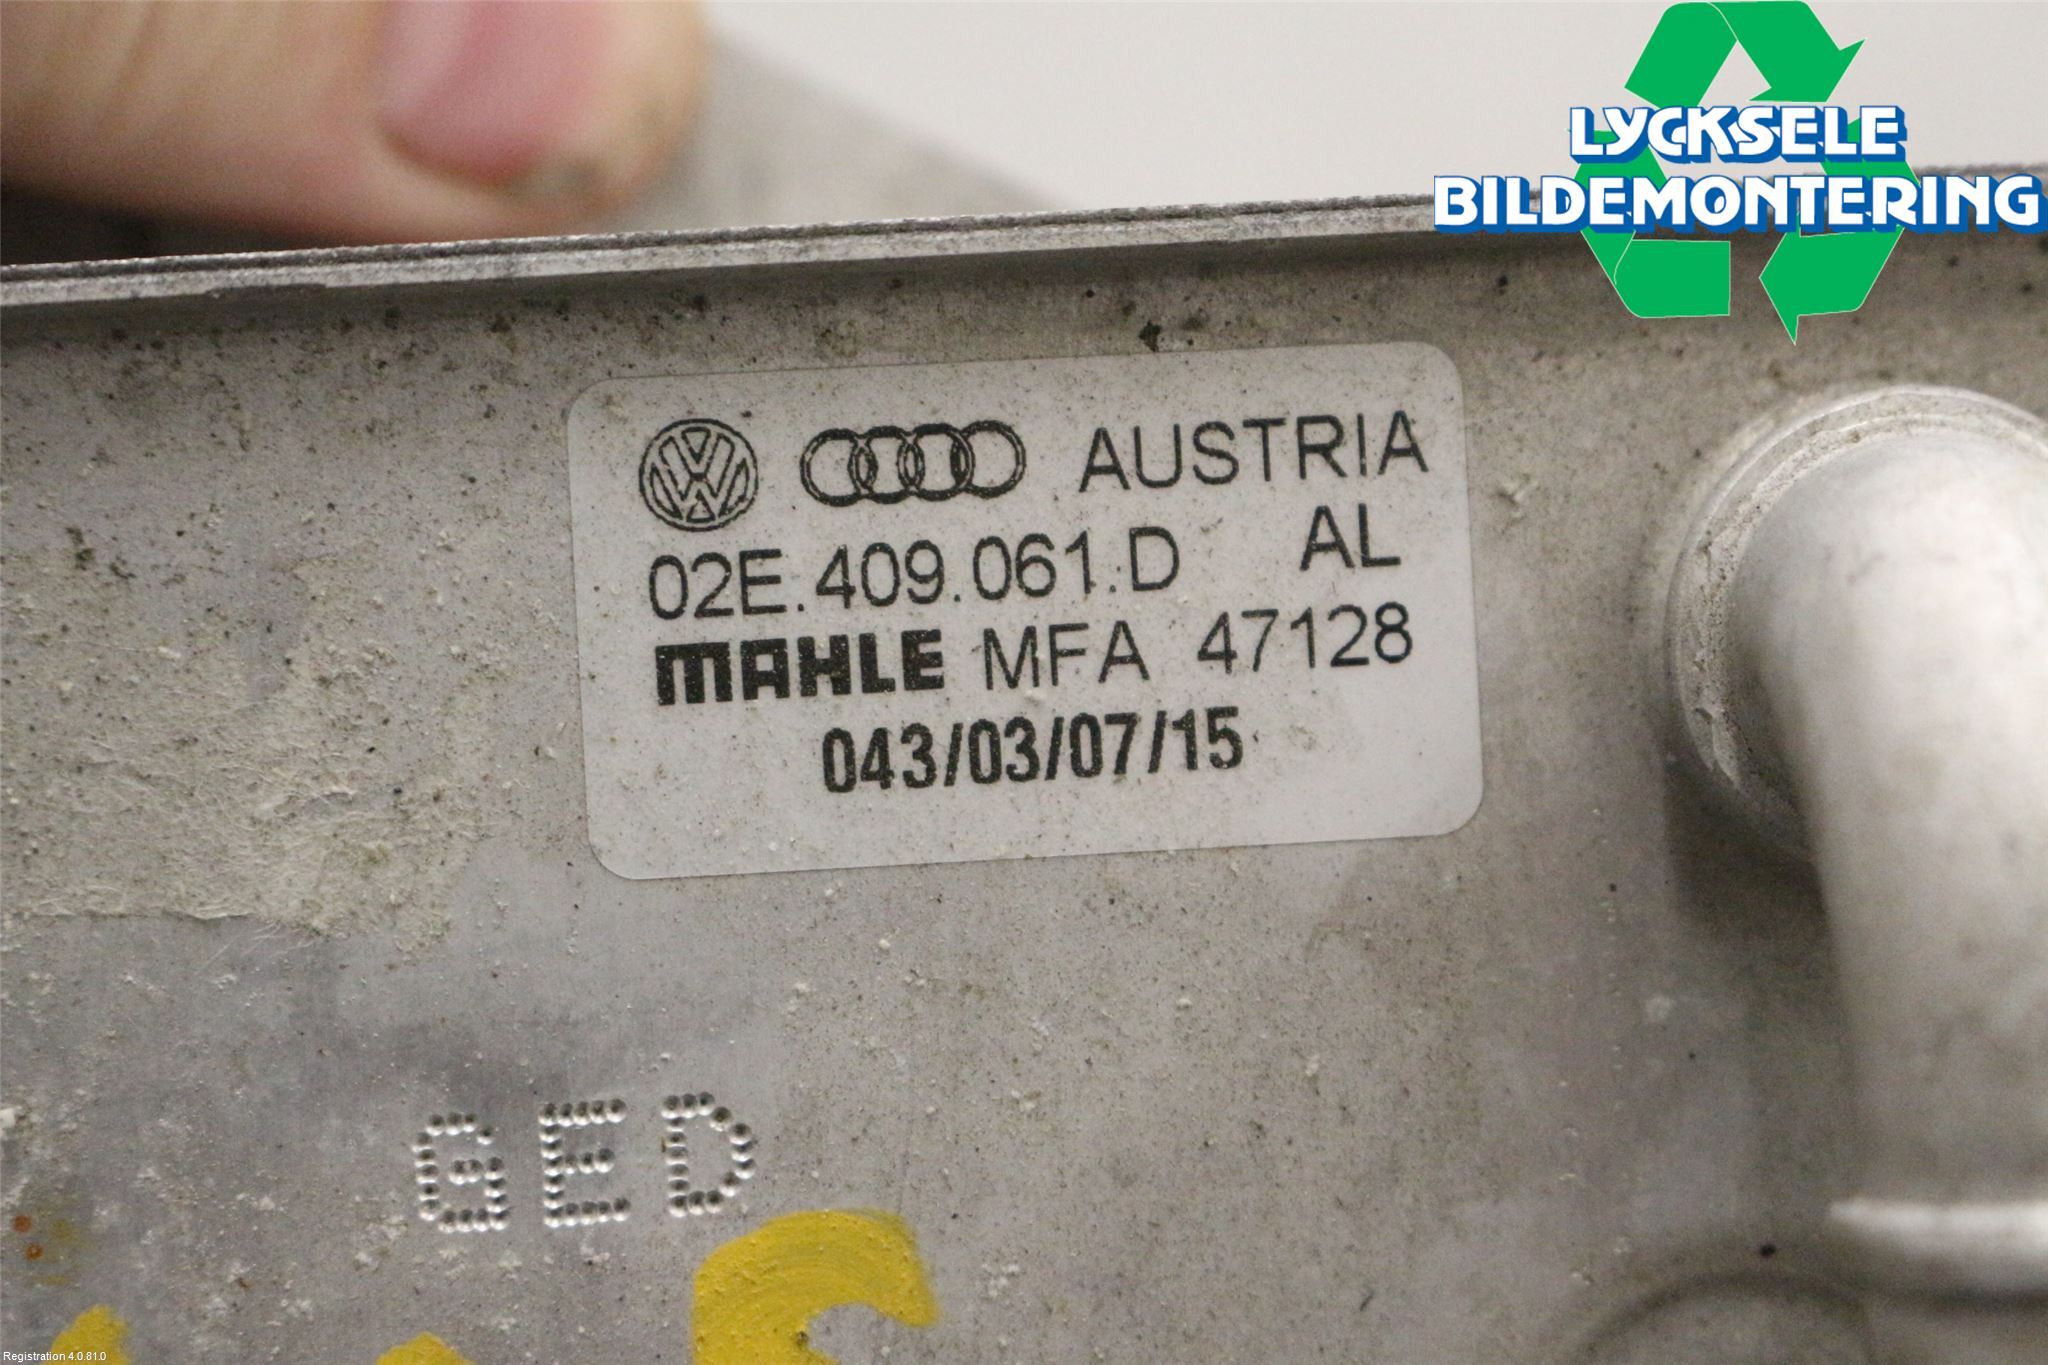 LYCKSELE
BILDEMONTERING
AUSTRIA
02E.409.061.D AL
MAHLE MFA 47128
043/03/07/15
GED
Registration 4.0.81.0